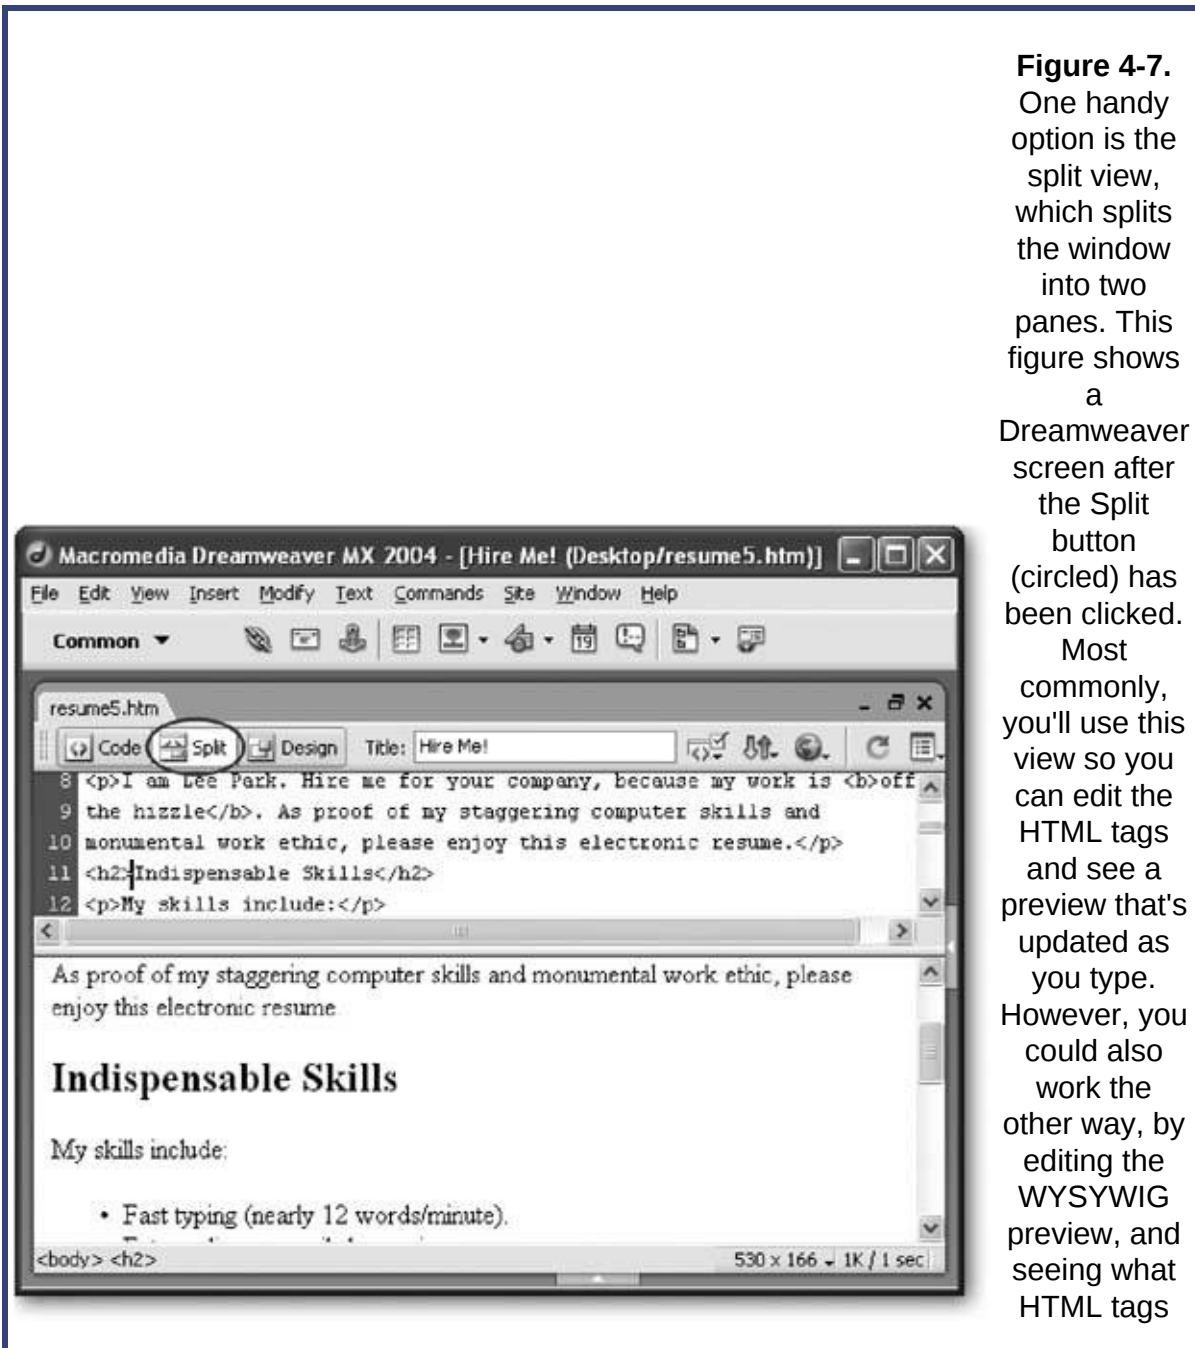 Figure 4-7.
One handy
option is the
split view,
which splits
the window
into two
panes. This
figure shows
a
Dreamweaver
screen after
the Split
button
(circled) has
been clicked.
Most
commonly,
you'll use this
view so you
can edit the
HTML tags
and see a
preview that's
updated as
you type.
However, you
could also
work the
other way, by
editing the
WYSYWIG
preview, and
seeing what
HTML tags
Macromedia Dreamweaver MX 2004 - [Hire Me! (Desktop/resume5.htm)]
File Edit View Insert Modify Text Commands Site Window Help
Common
19
resume5.htm
Code Split Design Title: Hire Me!
8 <p>I am Lee Park. Hire me for your company, because my work is <b>off
9 the hizzle</b>. As proof of my staggering computer skills and
10 monumental work ethic, please enjoy this electronic resume.</p>
11 <h2>Indispensable Skills</h2>
12 <p>My skills include:</p>
As proof of my staggering computer skills and monumental work ethic, please
enjoy this electronic resume
Indispensable Skills
My skills include:
• Fast typing (nearly 12 words/minute).
<body> <h2> 530 x 166 1K / 1 sec